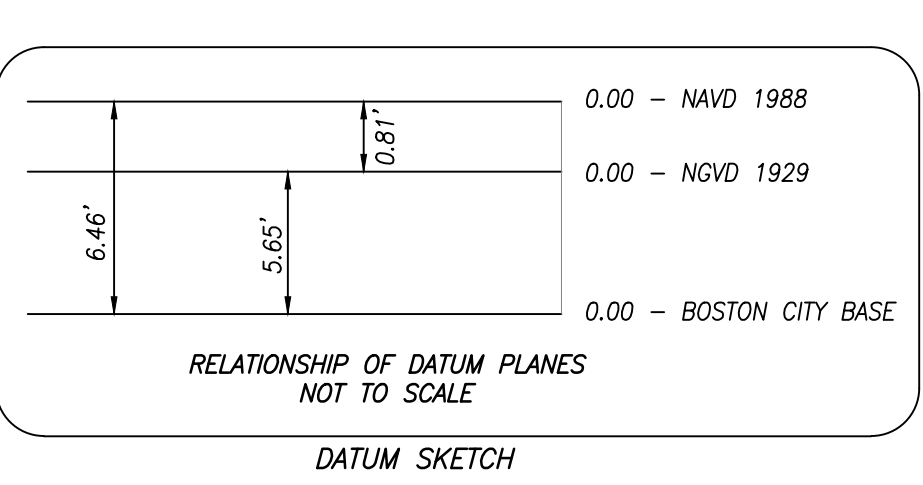 0.00 – NAVD 1988
0.81'
0.00 – NGVD 1929
6.46'
5.65'
0.00 – BOSTON CITY BASE
RELATIONSHIP OF DATUM PLANES
NOT TO SCALE
DATUM SKETCH